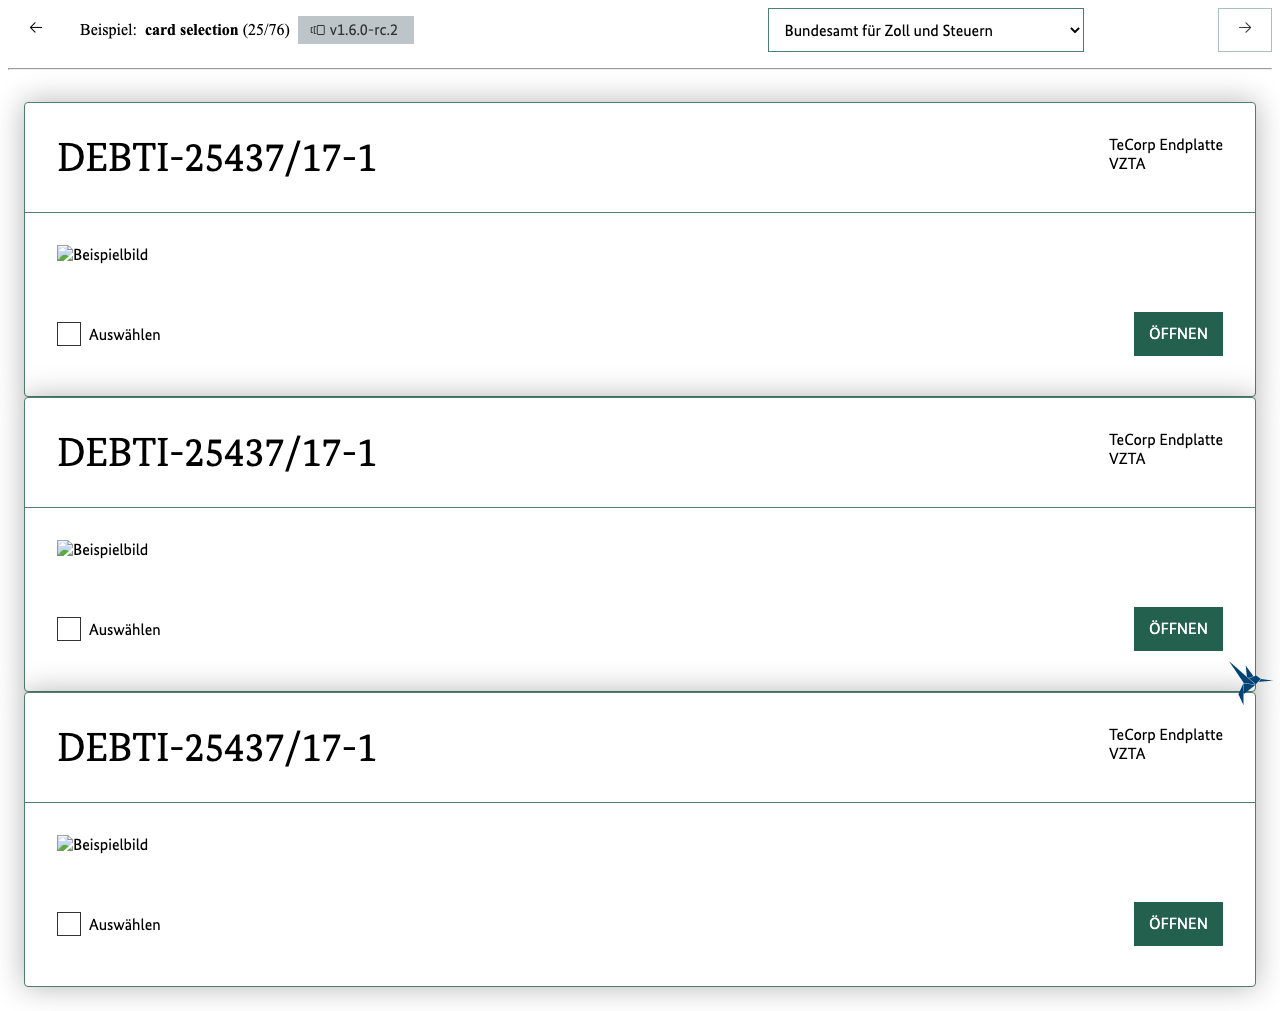 Beispiel: card selection (25/76) v1.6.0-rc.2 Bundesamt für Zoll und Steuern
DEBTI-25437/17-1
TeCorp Endplatte
VZTA
Beispielbild
Auswählen
ÖFFNEN
DEBTI-25437/17-1
TeCorp Endplatte
VZTA
Beispielbild
Auswählen
ÖFFNEN
DEBTI-25437/17-1
TeCorp Endplatte
VZTA
Beispielbild
Auswählen
ÖFFNEN